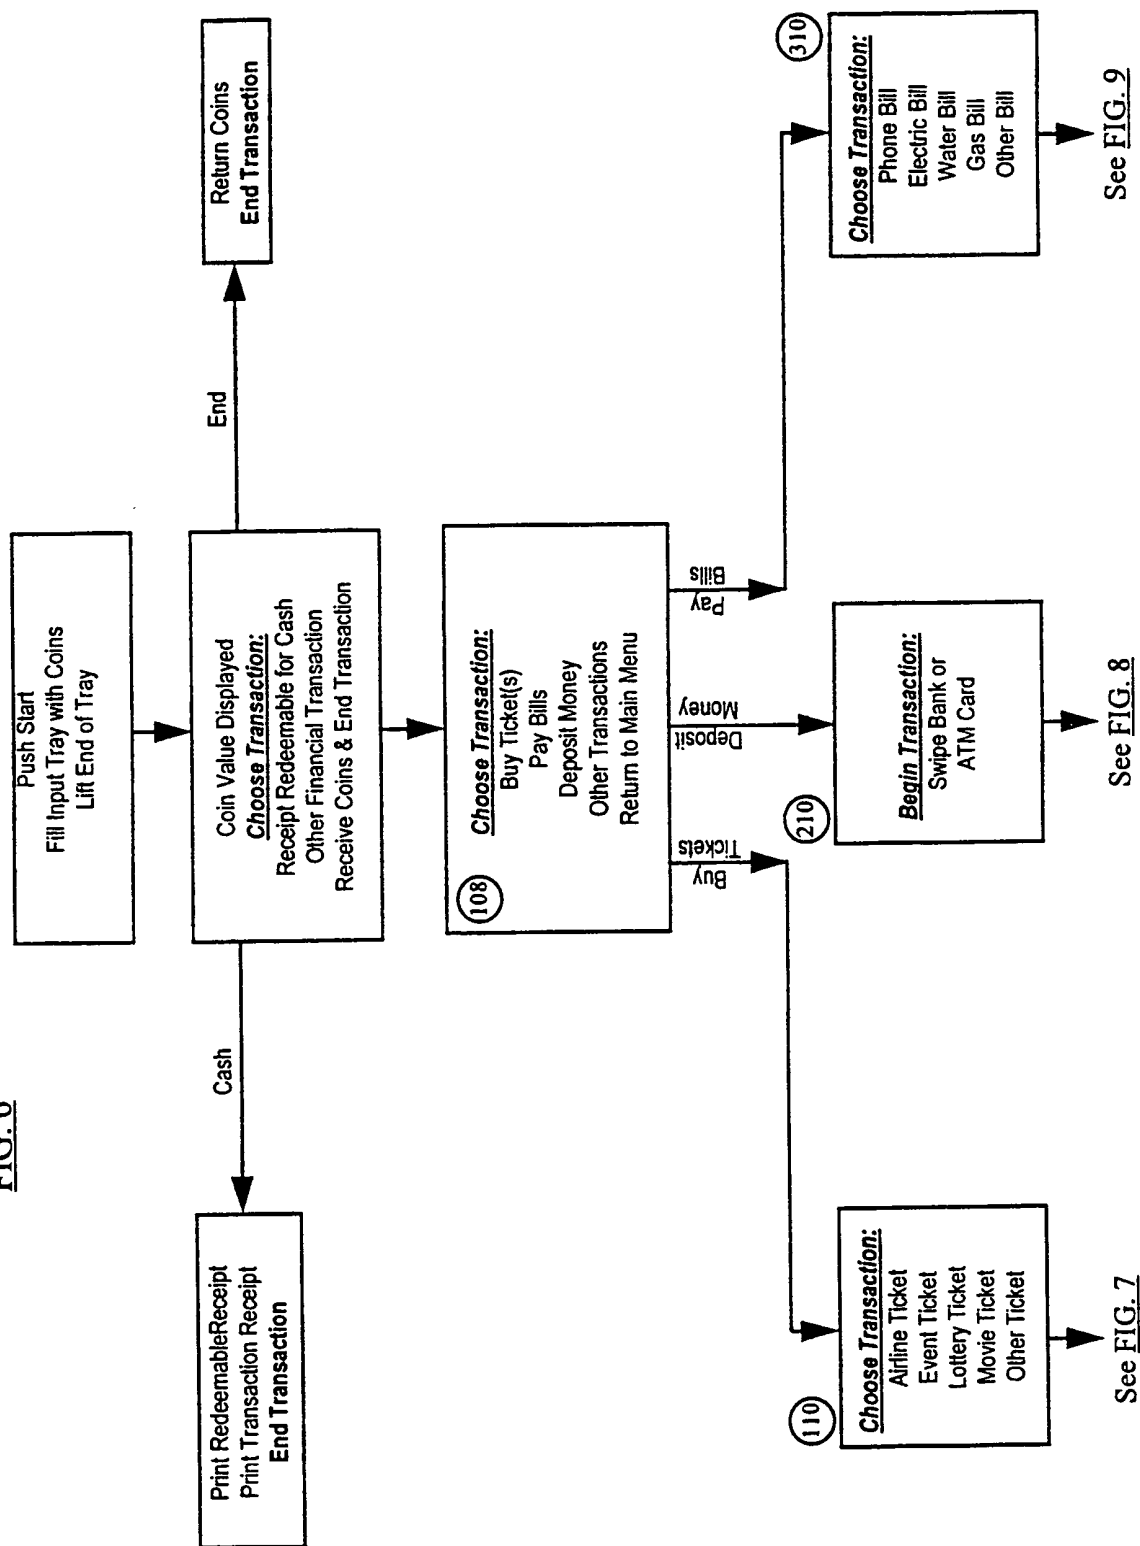 FIG. 6
Push Start
Fill Input Tray with Coins
Lift End of Tray
Coin Value Displayed
Choose Transaction:
Receipt Redeemable for Cash
Other Financial Transaction
Receive Coins & End Transaction
Cash
End
Print RedeemableReceipt
Print Transaction Receipt
End Transaction
Return Coins
End Transaction
108
Choose Transaction:
Buy Ticket(s)
Pay Bills
Deposit Money
Other Transactions
Return to Main Menu
Buy
Tickets
Deposit
Money
Pay
Bills
110
Choose Transaction:
Airline Ticket
Event Ticket
Lottery Ticket
Movie Ticket
Other Ticket
See FIG. 7
210
Begin Transaction:
Swipe Bank or
ATM Card
See FIG. 8
310
Choose Transaction:
Phone Bill
Electric Bill
Water Bill
Gas Bill
Other Bill
See FIG. 9